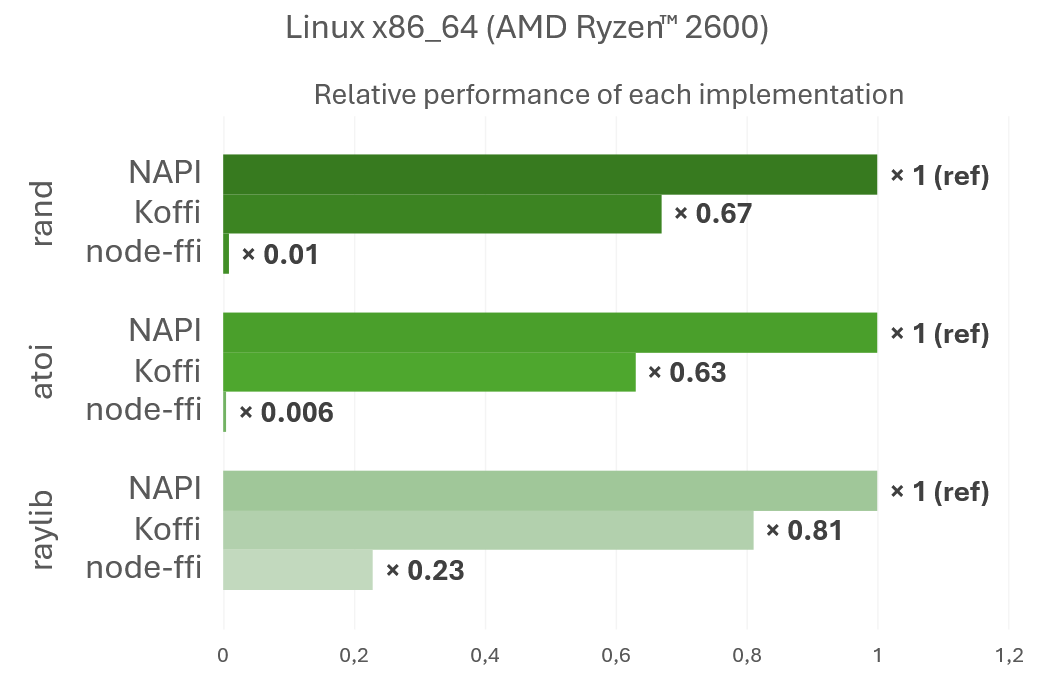 Linux x86_64 (AMD Ryzen™ 2600)
Relative performance of each implementation
rand
NAPI × 1 (ref)
Koffi × 0.67
node-ffi × 0.01
atoi
NAPI × 1 (ref)
Koffi × 0.63
node-ffi × 0.006
raylib
NAPI × 1 (ref)
Koffi × 0.81
node-ffi × 0.23
0 0,2 0,4 0,6 0,8 1 1,2